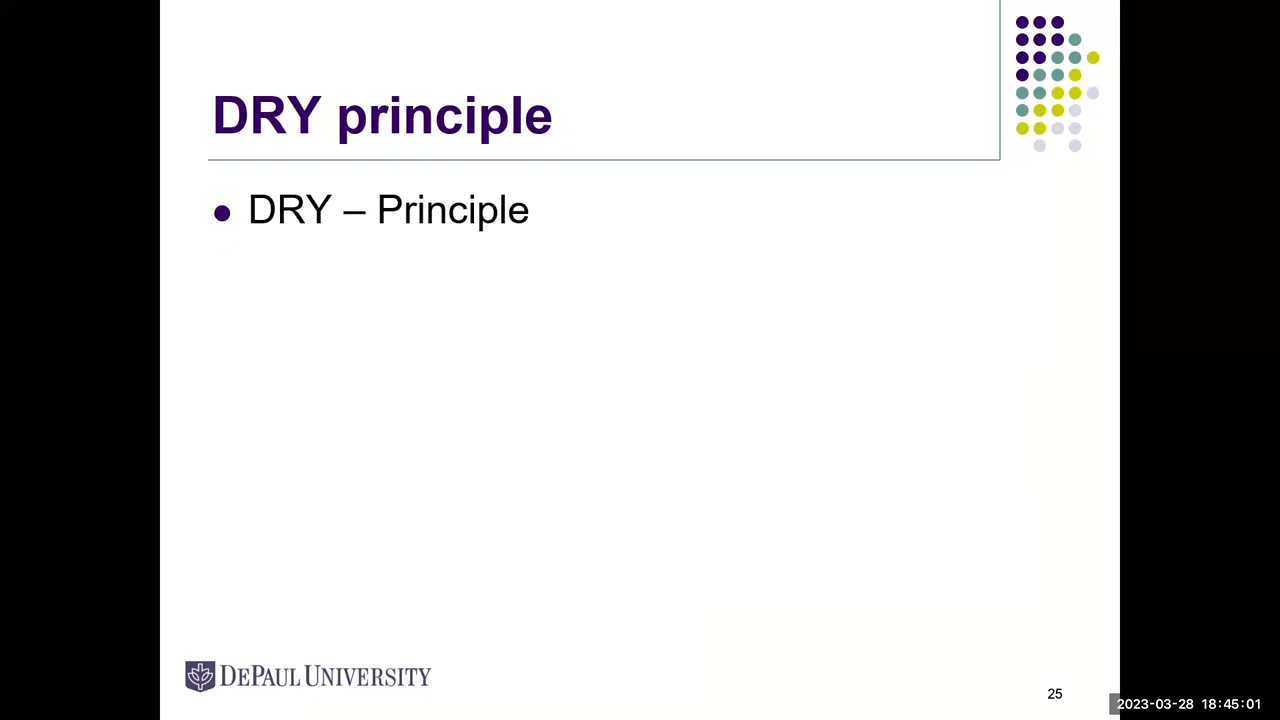 DRY principle
● DRY – Principle
DEPAUL UNIVERSITY
25
2023-03-28 18:45:01